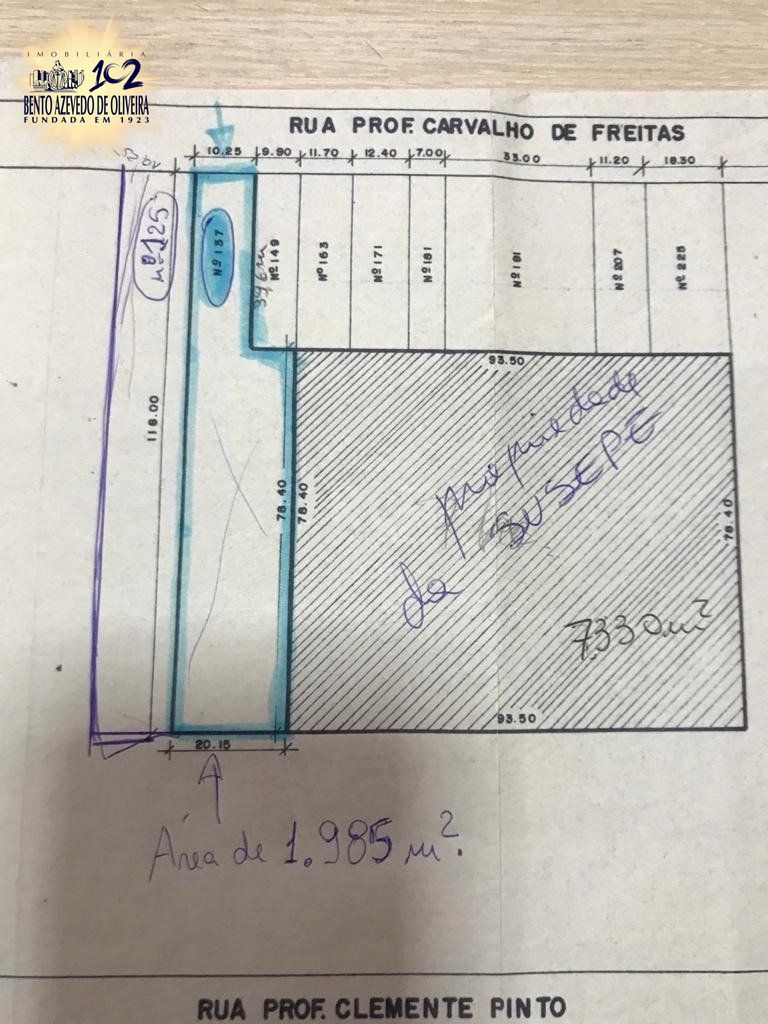 IMOBILIÁRIA
102
BENTO AZEVEDO DE OLIVEIRA
FUNDADA EM 1923
RUA PROF. CARVALHO DE FREITAS
10.25 9.90 11.70 12.40 7.00 33.00 11.20 18.30
nº125
Nº 137
Nº 149
Nº 163
Nº 171
Nº 181
Nº 191
Nº 207
Nº 225
93.50
118.00
78.40
78.40
78.40
propriedade
da SUSEPE
7330m²
93.50
20.15
Área de 1.985 m².
RUA PROF. CLEMENTE PINTO